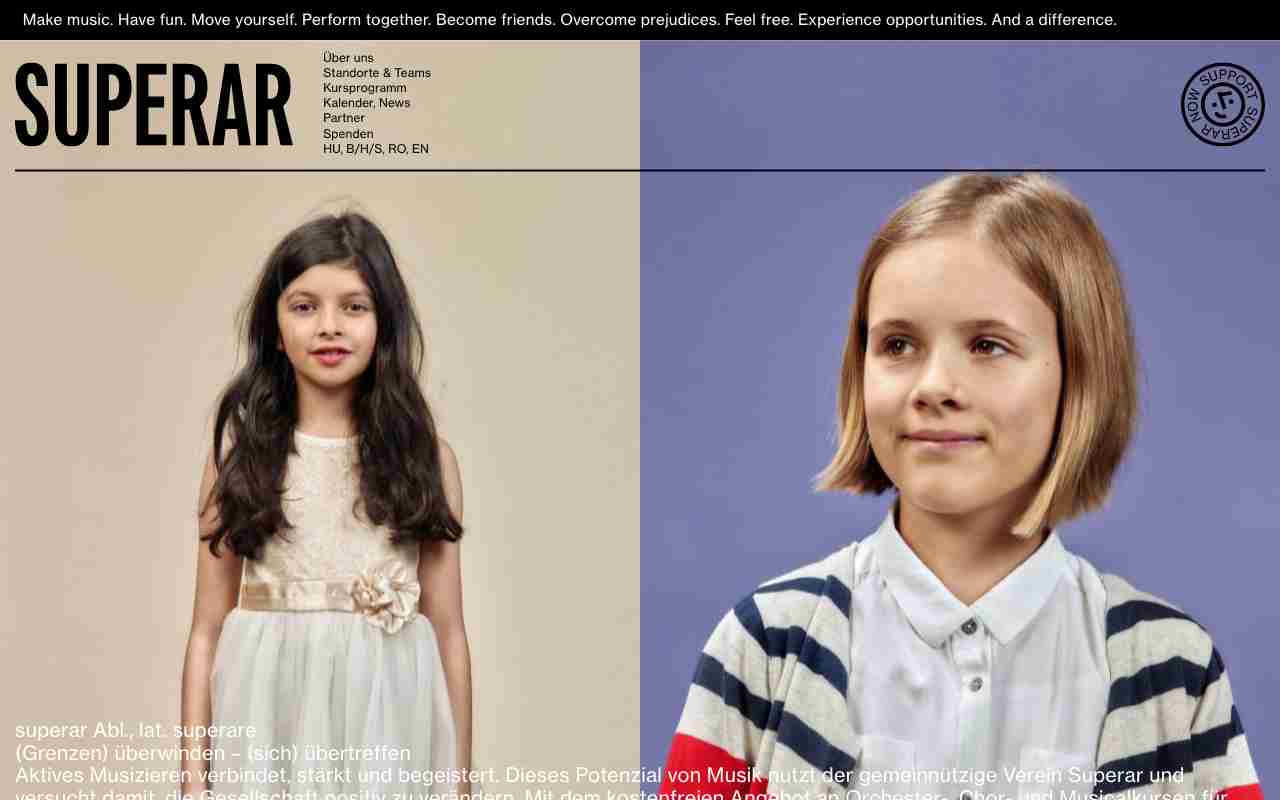 Make music. Have fun. Move yourself. Perform together. Become friends. Overcome prejudices. Feel free. Experience opportunities. And a difference.
SUPERAR
Über uns
Standorte & Teams
Kursprogramm
Kalender, News
Partner
Spenden
HU, B/H/S, RO, EN
SUPPORT SUPERAR NOW
superar Abl., lat. superare
(Grenzen) überwinden – (sich) übertreffen
Aktives Musizieren verbindet, stärkt und begeistert. Dieses Potenzial von Musik nutzt der gemeinnützige Verein Superar und
versucht damit, die Gesellschaft positiv zu verändern. Mit dem kostenfreien Angebot an Orchester-, Chor- und Musicalkursen für